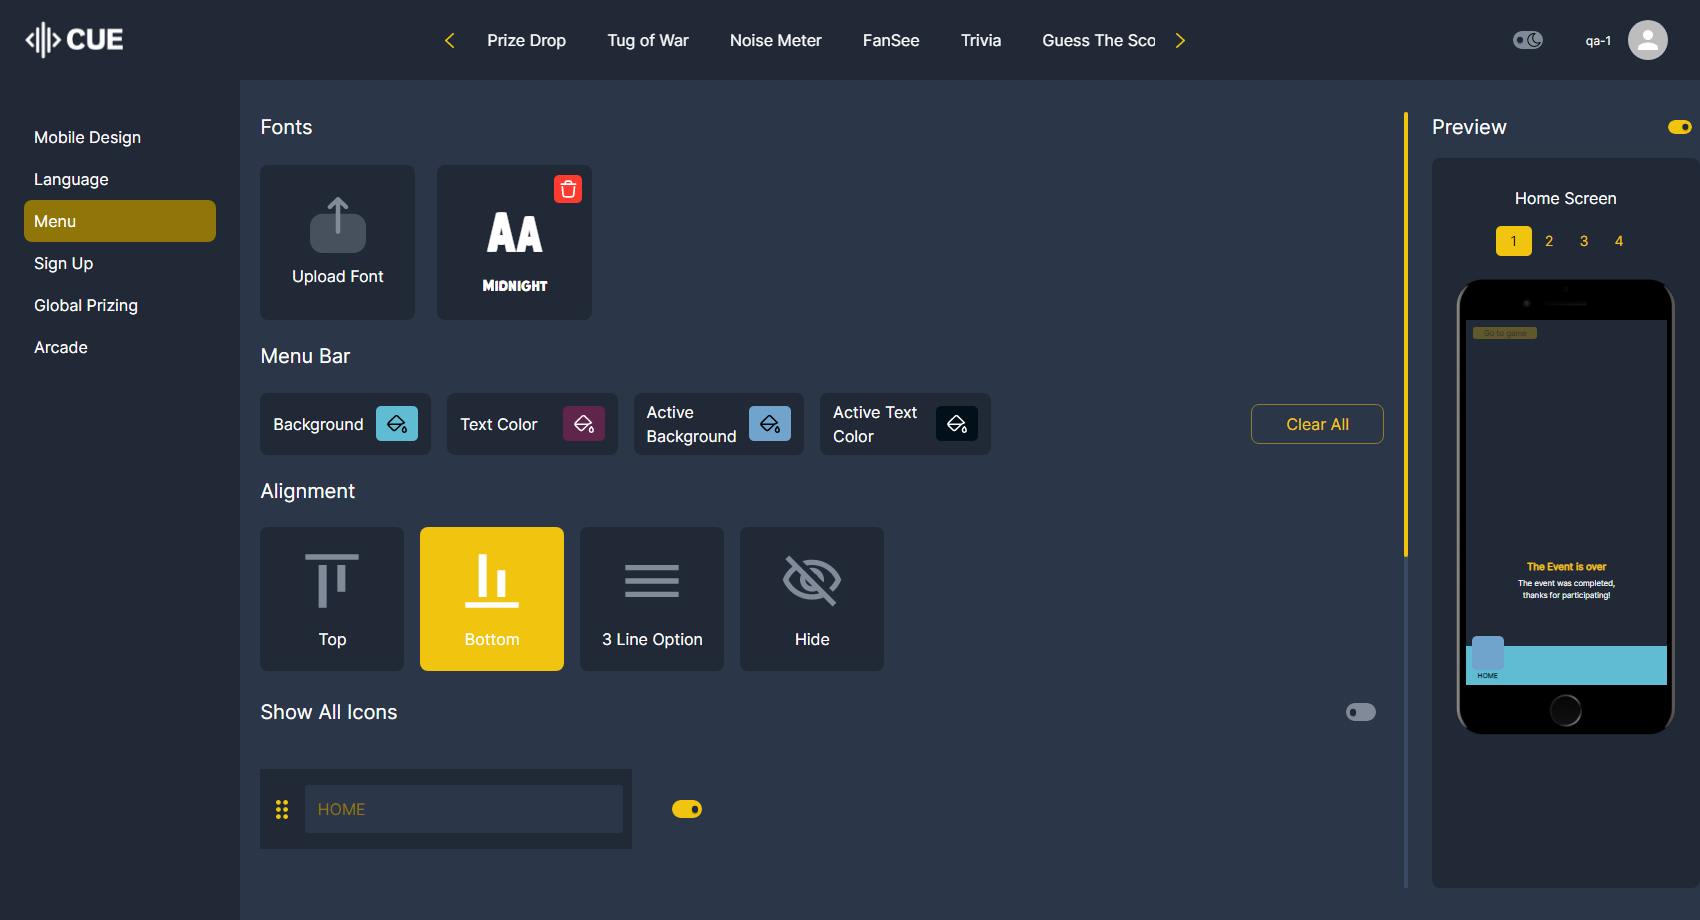 CUE
Prize Drop
Tug of War
Noise Meter
FanSee
Trivia
Guess The Sco
qa-1
Mobile Design
Language
Menu
Sign Up
Global Prizing
Arcade
Fonts
Upload Font
AA
MIDNIGHT
Menu Bar
Background
Text Color
Active
Background
Active Text
Color
Clear All
Alignment
Top
Bottom
3 Line Option
Hide
Show All Icons
HOME
Preview
Home Screen
1 2 3 4
Go to game
The Event is over
The event was completed,
thanks for participating!
HOME